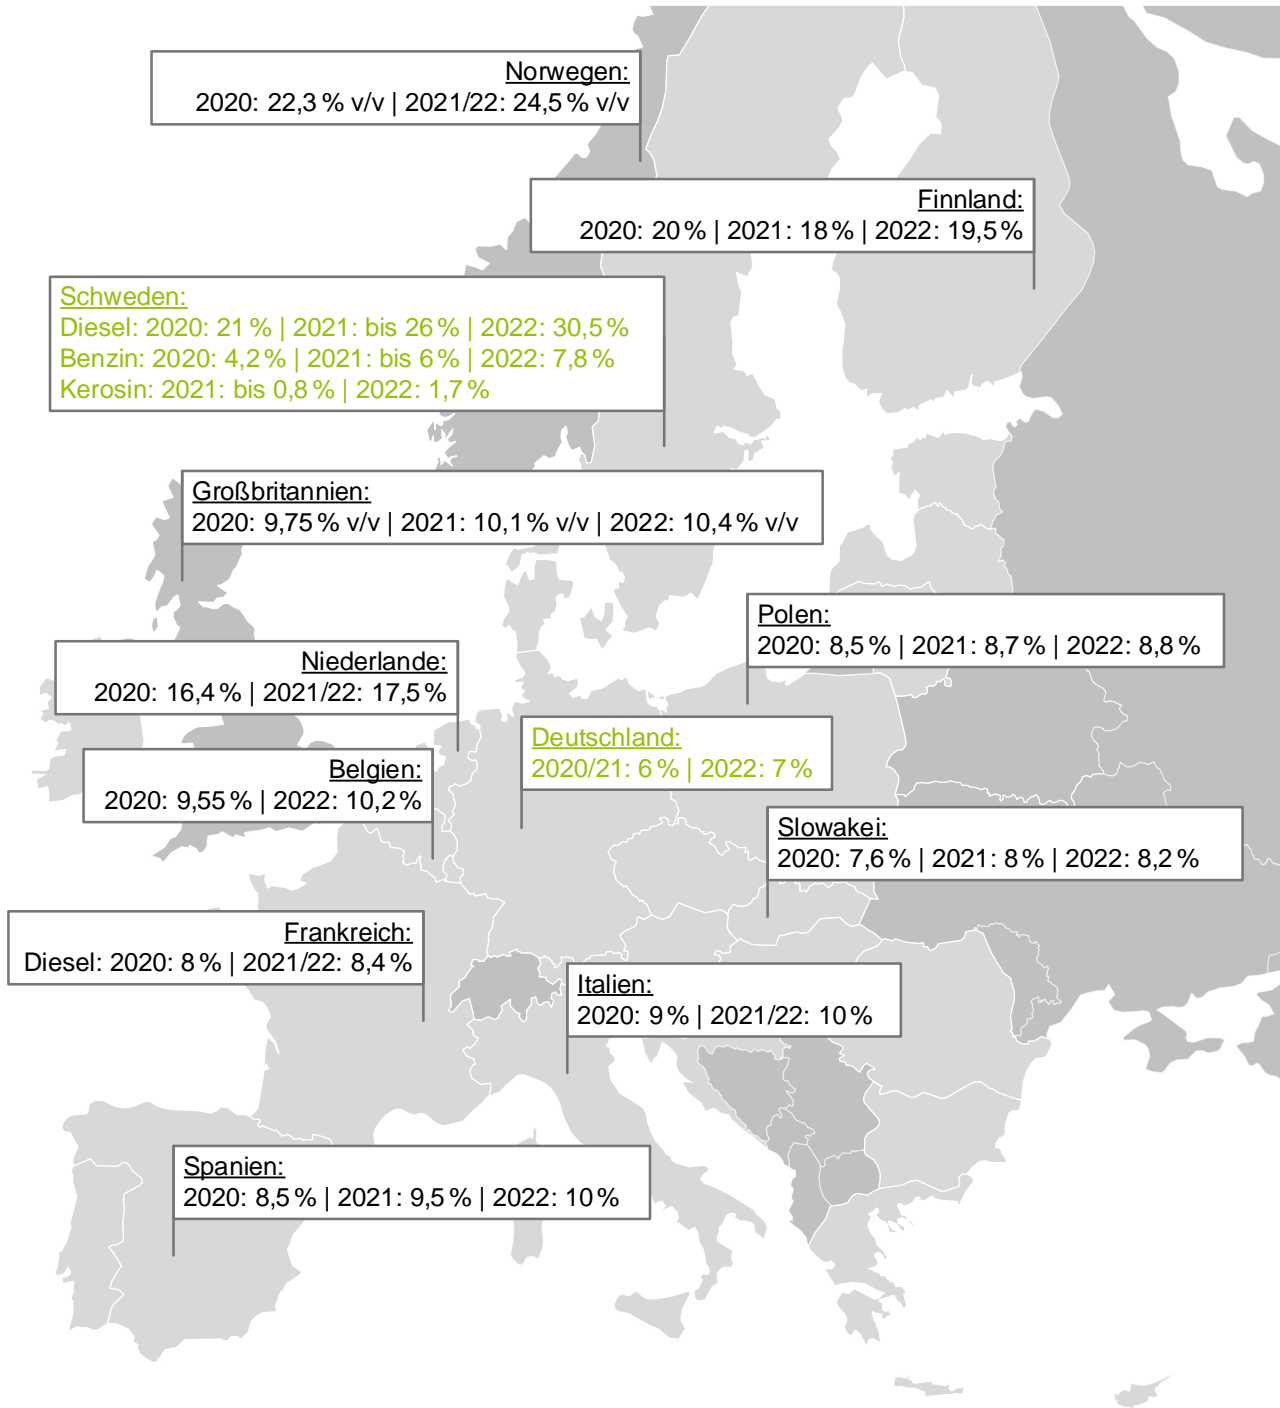 Norwegen:
2020: 22,3 % v/v | 2021/22: 24,5 % v/v
Finnland:
2020: 20 % | 2021: 18 % | 2022: 19,5 %
Schweden:
Diesel: 2020: 21 % | 2021: bis 26 % | 2022: 30,5 %
Benzin: 2020: 4,2 % | 2021: bis 6 % | 2022: 7,8 %
Kerosin: 2021: bis 0,8 % | 2022: 1,7 %
Großbritannien:
2020: 9,75 % v/v | 2021: 10,1 % v/v | 2022: 10,4 % v/v
Polen:
2020: 8,5 % | 2021: 8,7 % | 2022: 8,8 %
Niederlande:
2020: 16,4 % | 2021/22: 17,5 %
Deutschland:
2020/21: 6 % | 2022: 7 %
Belgien:
2020: 9,55 % | 2022: 10,2 %
Slowakei:
2020: 7,6 % | 2021: 8 % | 2022: 8,2 %
Frankreich:
Diesel: 2020: 8 % | 2021/22: 8,4 %
Italien:
2020: 9 % | 2021/22: 10 %
Spanien:
2020: 8,5 % | 2021: 9,5 % | 2022: 10 %